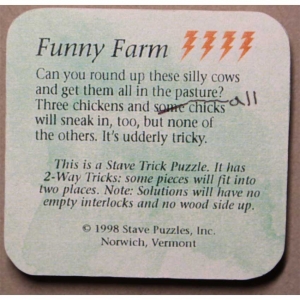 Funny Farm
Can you round up these silly cows
and get them all in the pasture?
Three chickens and some chicks all
will sneak in, too, but none of
the others. It's udderly tricky.
This is a Stave Trick Puzzle. It has
2-Way Tricks: some pieces will fit into
two places. Note: Solutions will have no
empty interlocks and no wood side up.
© 1998 Stave Puzzles, Inc.
Norwich, Vermont